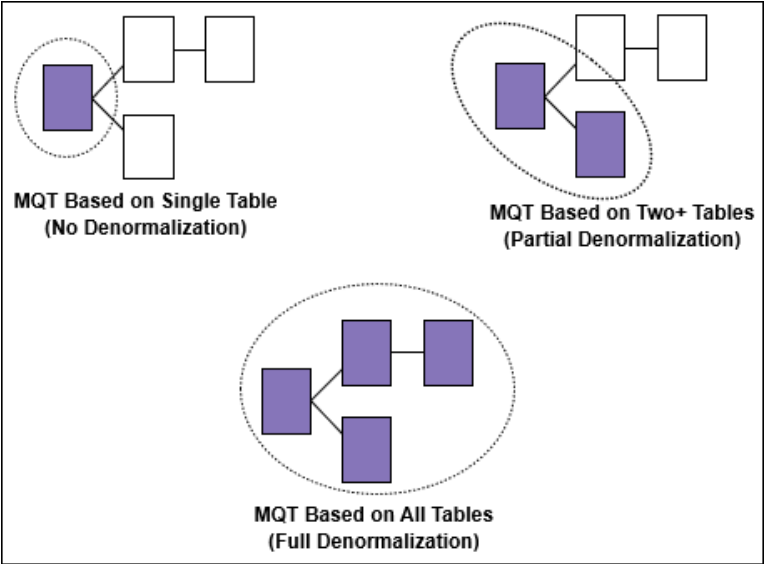 MQT Based on Single Table
(No Denormalization)
MQT Based on Two+ Tables
(Partial Denormalization)
MQT Based on All Tables
(Full Denormalization)